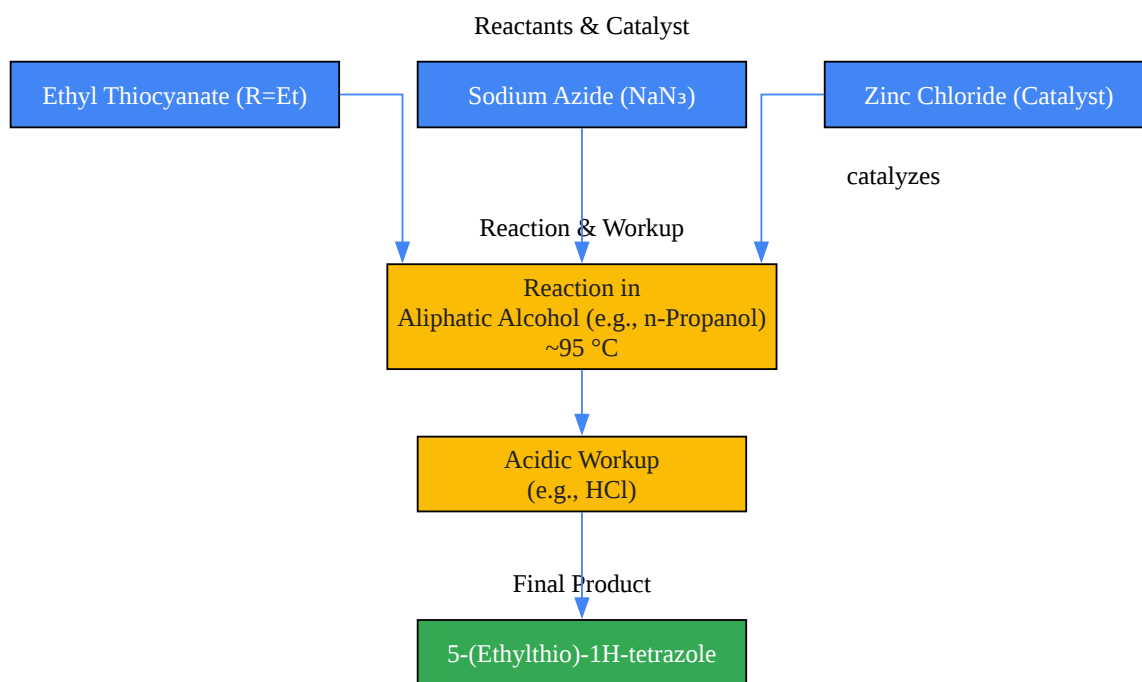 Reactants & Catalyst
Ethyl Thiocyanate (R=Et)
Sodium Azide (NaN₃)
Zinc Chloride (Catalyst)
catalyzes
Reaction & Workup
Reaction in
Aliphatic Alcohol (e.g., n-Propanol)
~95 °C
Acidic Workup
(e.g., HCl)
Final Product
5-(Ethylthio)-1H-tetrazole